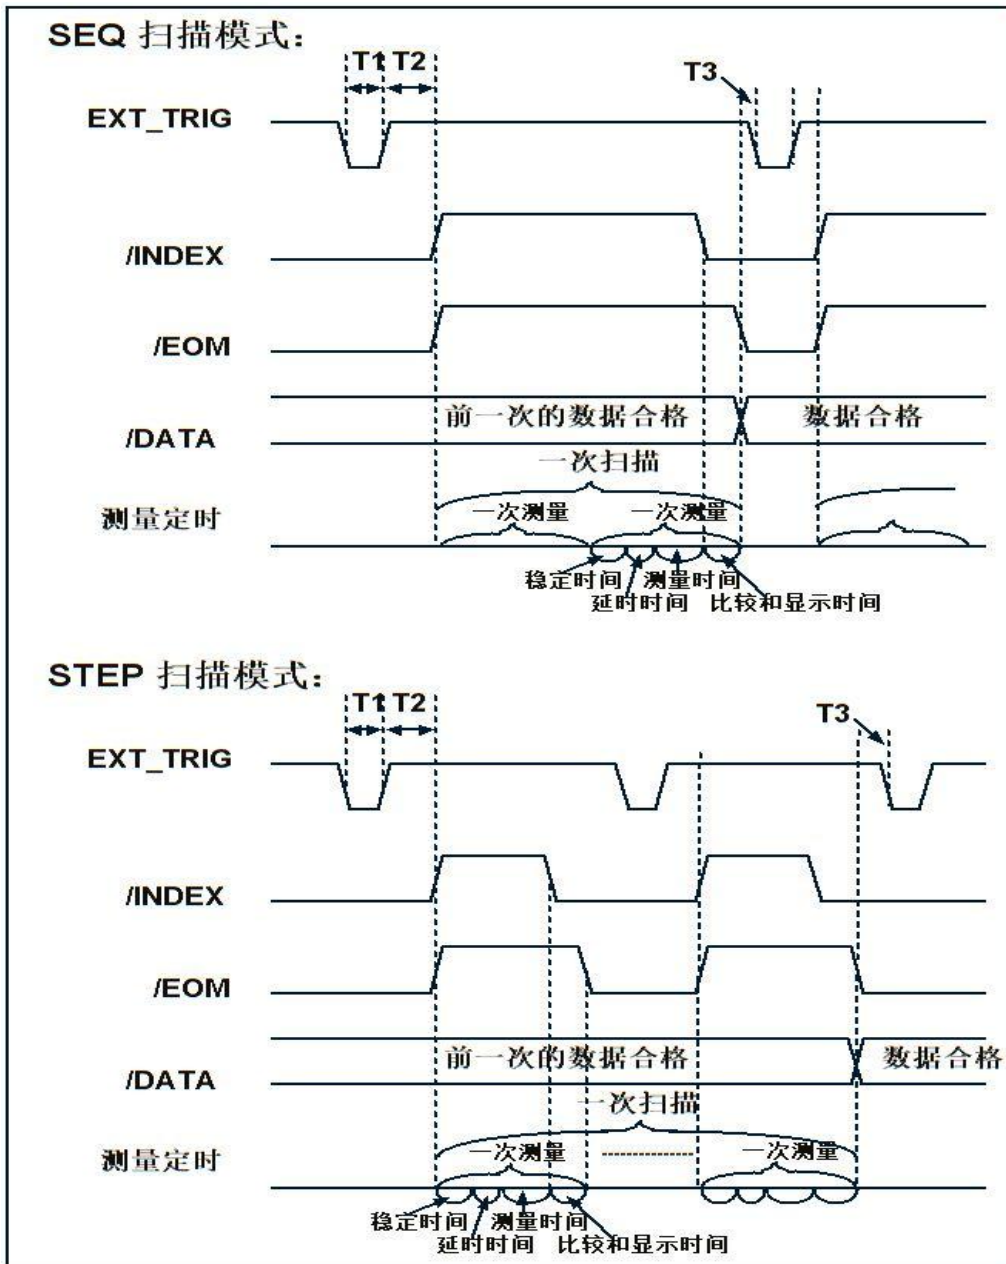 SEQ 扫描模式：
T1 T2
T3
EXT_TRIG
/INDEX
/EOM
前一次的数据合格 数据合格
/DATA
一次扫描
测量定时
一次测量 一次测量
稳定时间 测量时间
延时时间 比较和显示时间
STEP 扫描模式：
T1 T2
T3
EXT_TRIG
/INDEX
/EOM
前一次的数据合格 数据合格
/DATA
一次扫描
测量定时
一次测量 一次测量
稳定时间 测量时间
延时时间 比较和显示时间